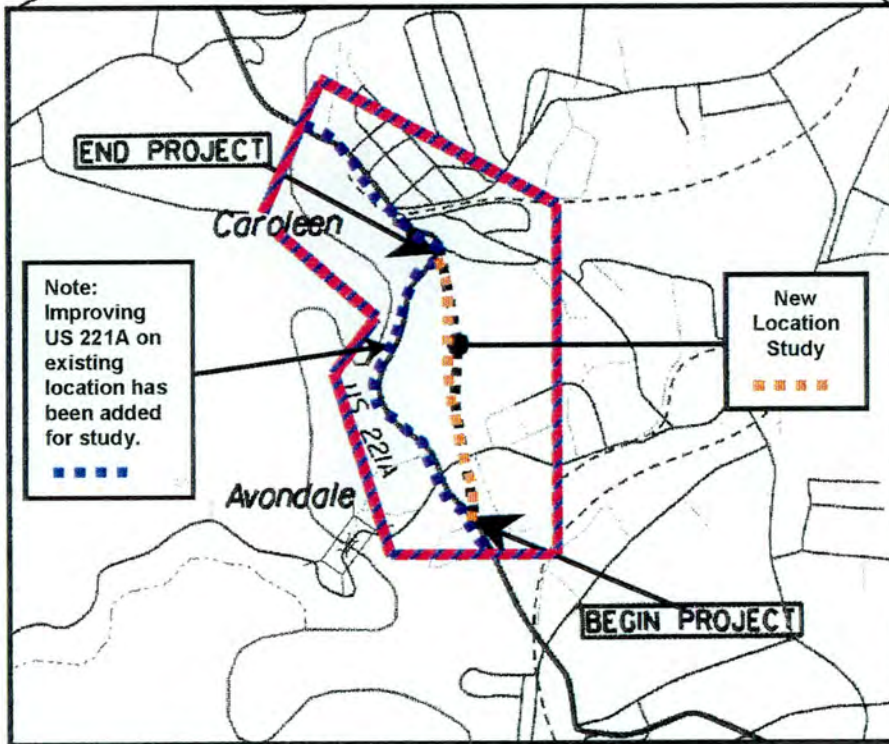 END PROJECT
Caroleen
Note:
Improving
US 221A on
existing
location has
been added
for study.
New
Location
Study
US 221A
Avondale
BEGIN PROJECT